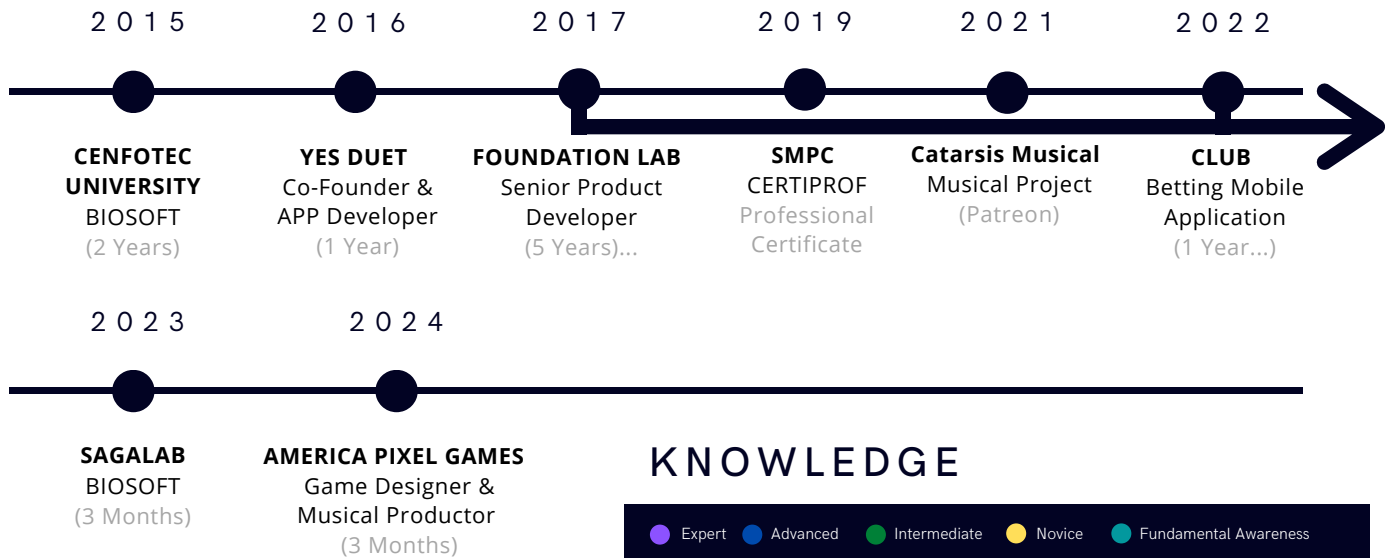 2015
2016
2017
2019
2021
2022
CENFOTEC
UNIVERSITY
BIOSOFT
(2 Years)
YES DUET
Co-Founder &
APP Developer
(1 Year)
FOUNDATION LAB
Senior Product
Developer
(5 Years)...
SMPC
CERTIPROF
Professional
Certificate
Catarsis Musical
Musical Project
(Patreon)
CLUB
Betting Mobile
Application
(1 Year...)
2023
2024
SAGALAB
BIOSOFT
(3 Months)
AMERICA PIXEL GAMES
Game Designer &
Musical Productor
(3 Months)
KNOWLEDGE
Expert
Advanced
Intermediate
Novice
Fundamental Awareness